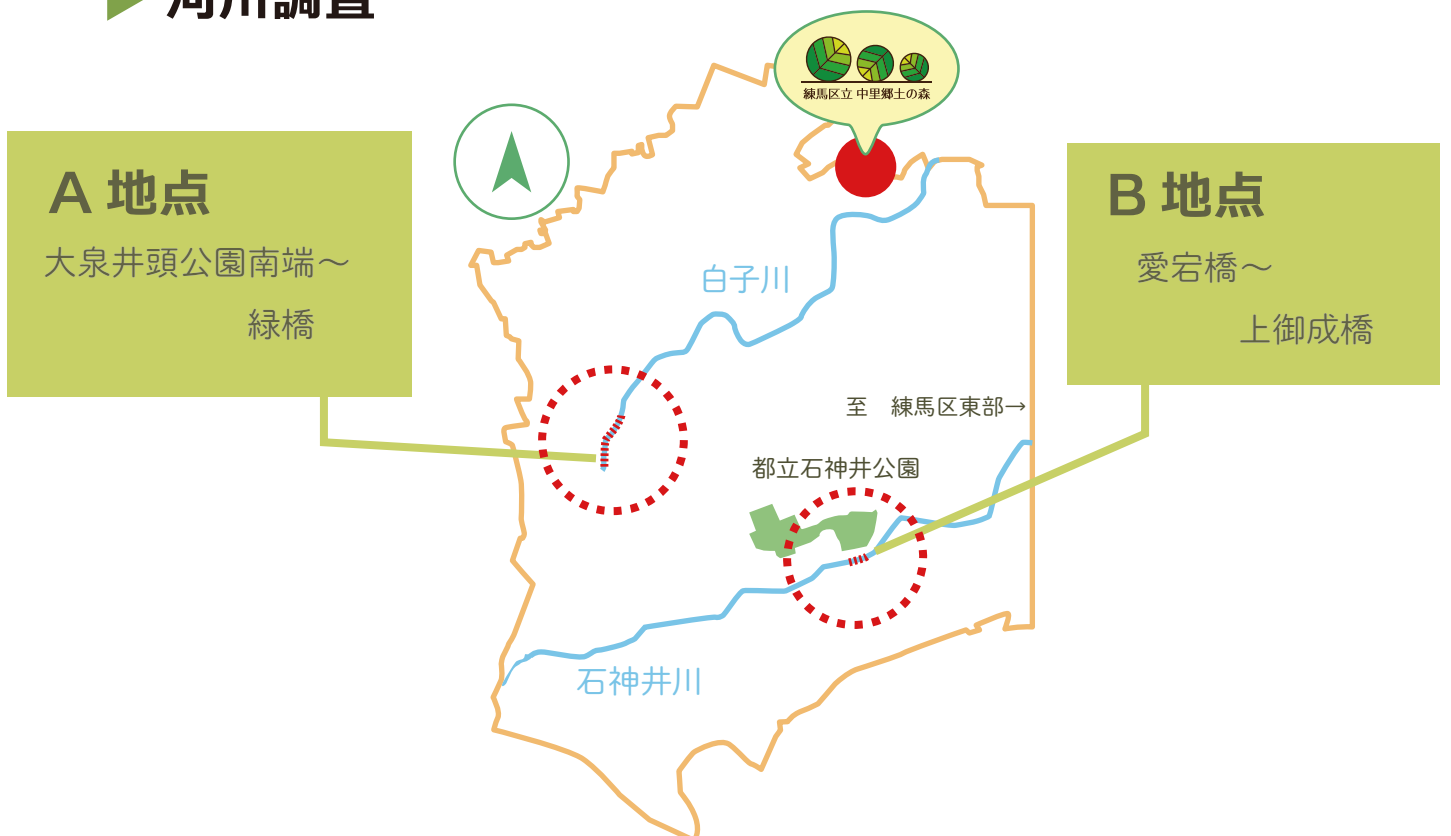 河川調査
練馬区立 中里郷土の森
A 地点
大泉井頭公園南端～
緑橋
B 地点
愛宕橋～
上御成橋
白子川
至　練馬区東部→
都立石神井公園
石神井川